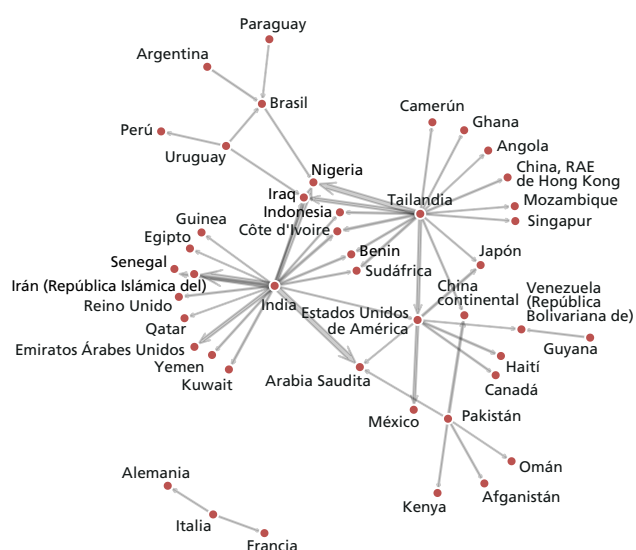 Paraguay
Argentina
Brasil
Perú
Uruguay
Camerún
Ghana
Angola
China, RAE
de Hong Kong
Mozambique
Singapur
Nigeria
Tailandia
Iraq
Indonesia
Côte d'Ivoire
Guinea
Egipto
Senegal
Irán (República Islámica del)
Reino Unido
Qatar
Emiratos Árabes Unidos
Yemen
Kuwait
India
Benin
Sudáfrica
Japón
China
continental
Venezuela
(República
Bolivariana de)
Guyana
Estados Unidos
de América
Haití
Canadá
Arabia Saudita
México
Pakistán
Omán
Afganistán
Kenya
Alemania
Italia
Francia